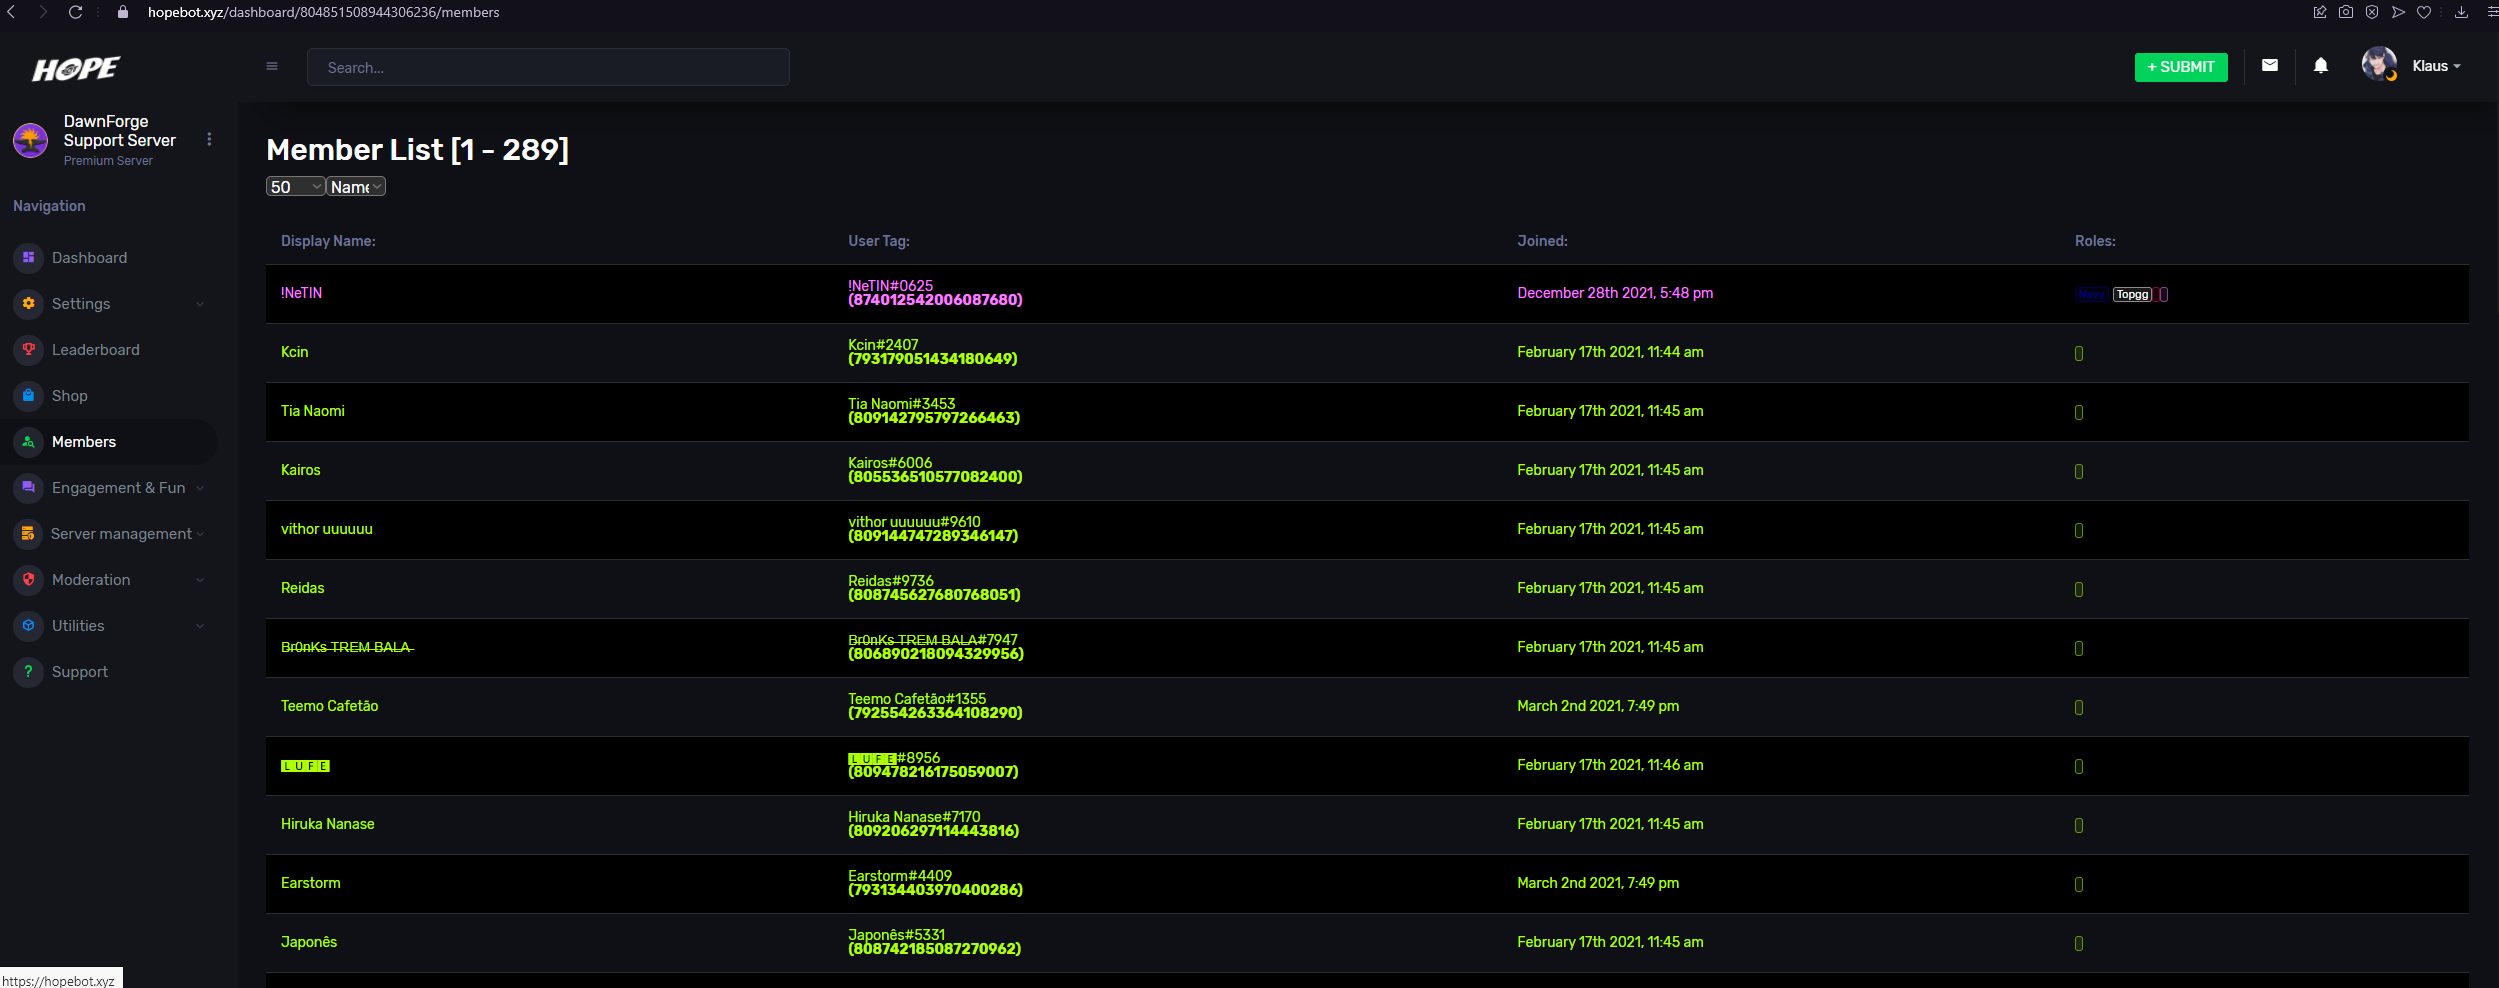 hopebot.xyz/dashboard/804851508944306236/members
HOPE
Search...
+ SUBMIT
Klaus
DawnForge
Support Server
Premium Server
Navigation
Dashboard
Settings
Leaderboard
Shop
Members
Engagement & Fun
Server management
Moderation
Utilities
Support
Member List [1 - 289]
50 Name
Display Name: User Tag: Joined: Roles:
!NeTIN !NeTIN#0625 December 28th 2021, 5:48 pm Topgg
(874012542006087680)
Kcin Kcin#2407 February 17th 2021, 11:44 am
(793179051434180649)
Tia Naomi Tia Naomi#3453 February 17th 2021, 11:45 am
(809142795797266463)
Kairos Kairos#6006 February 17th 2021, 11:45 am
(805536510577082400)
vithor uuuuuu vithor uuuuuu#9610 February 17th 2021, 11:45 am
(809144747289346147)
Reidas Reidas#9736 February 17th 2021, 11:45 am
(808745627680768051)
Br0nKs TREM BALA Br0nKs TREM BALA#7947 February 17th 2021, 11:45 am
(806890218094329956)
Teemo Cafetão Teemo Cafetão#1355 March 2nd 2021, 7:49 pm
(792554263364108290)
L U F E L U F E#8956 February 17th 2021, 11:46 am
(809478216175059007)
Hiruka Nanase Hiruka Nanase#7170 February 17th 2021, 11:45 am
(809206297114443816)
Earstorm Earstorm#4409 March 2nd 2021, 7:49 pm
(793134403970400286)
Japonês Japonês#5331 February 17th 2021, 11:45 am
(808742185087270962)
https://hopebot.xyz